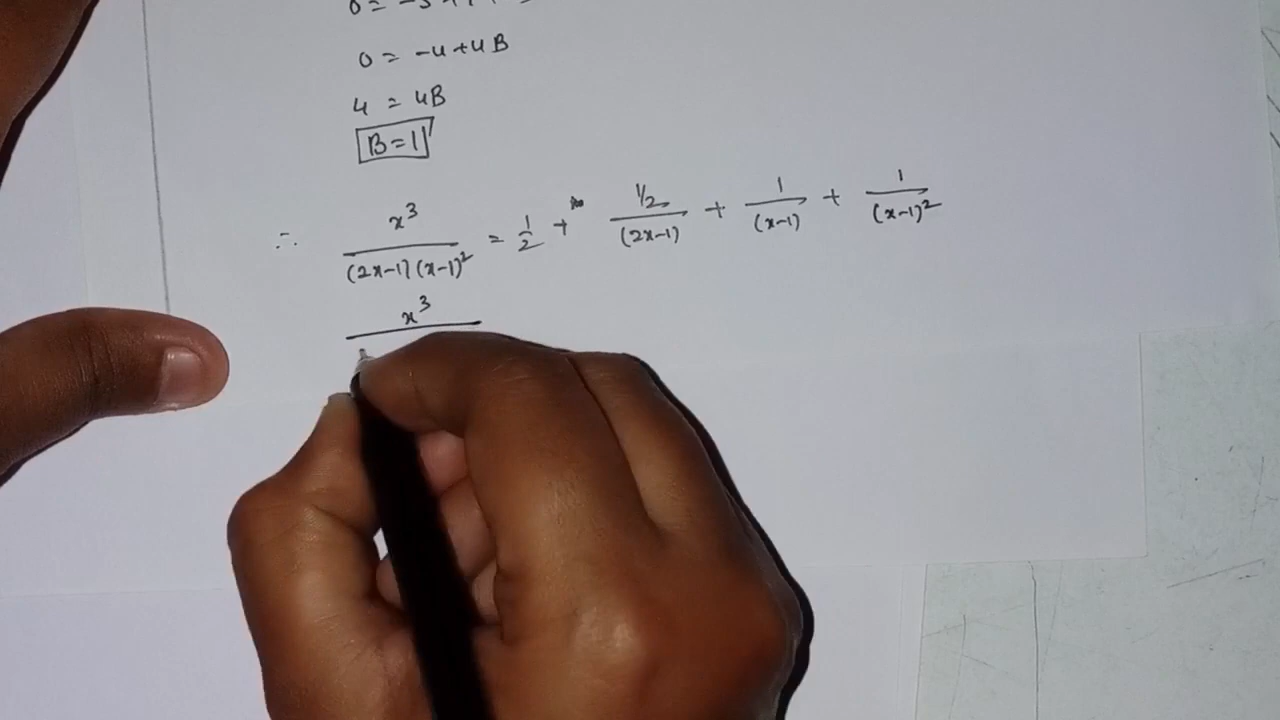 0 = -4 + 4B
4 = 4B
B = 1
∴ x³/((2x-1)(x-1)²) = 1/2 + (1/2)/(2x-1) + 1/(x-1) + 1/(x-1)²
x³